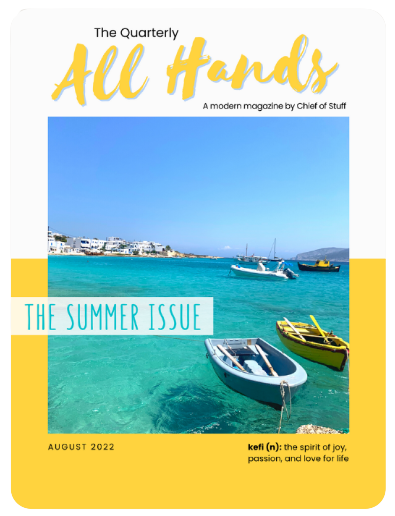 The Quarterly
All Hands
A modern magazine by Chief of Stuff
THE SUMMER ISSUE
AUGUST 2022
kefi (n): the spirit of joy,
passion, and love for life